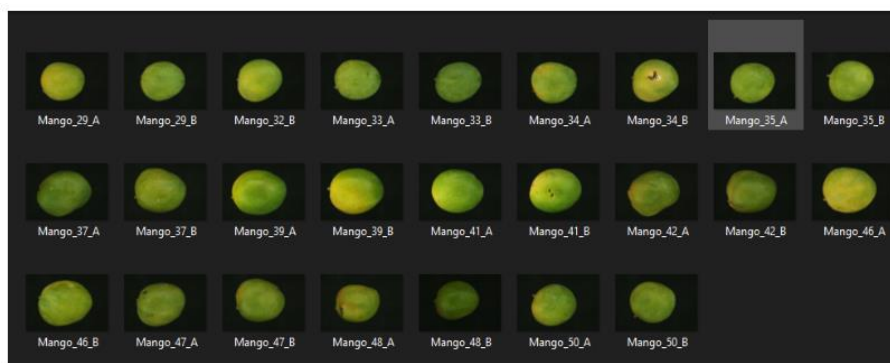 Mango_29_A Mango_29_B Mango_32_B Mango_33_A Mango_33_B Mango_34_A Mango_34_B Mango_35_A Mango_35_B
Mango_37_A Mango_37_B Mango_39_A Mango_39_B Mango_41_A Mango_41_B Mango_42_A Mango_42_B Mango_46_A
Mango_46_B Mango_47_A Mango_47_B Mango_48_A Mango_48_B Mango_50_A Mango_50_B